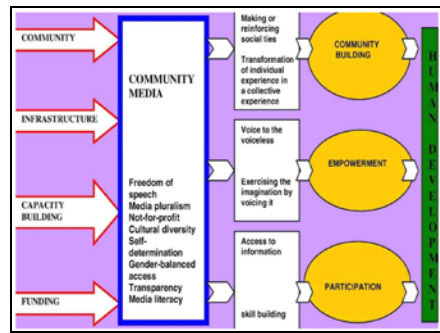 COMMUNITY
INFRASTRUCTURE
CAPACITY
BUILDING
FUNDING
COMMUNITY
MEDIA
Freedom of
speech
Media pluralism
Not-for-profit
Cultural diversity
Self-
determination
Gender-balanced
access
Transparency
Media literacy
Making or
reinforcing
social ties
Transformation
of individual
experience in
a collective
experience
Voice to the
voiceless
Exercising the
imagination by
voicing it
Access to
information
skill building
COMMUNITY
BUILDING
EMPOWERMENT
PARTICIPATION
HUMAN DEVELOPMENT